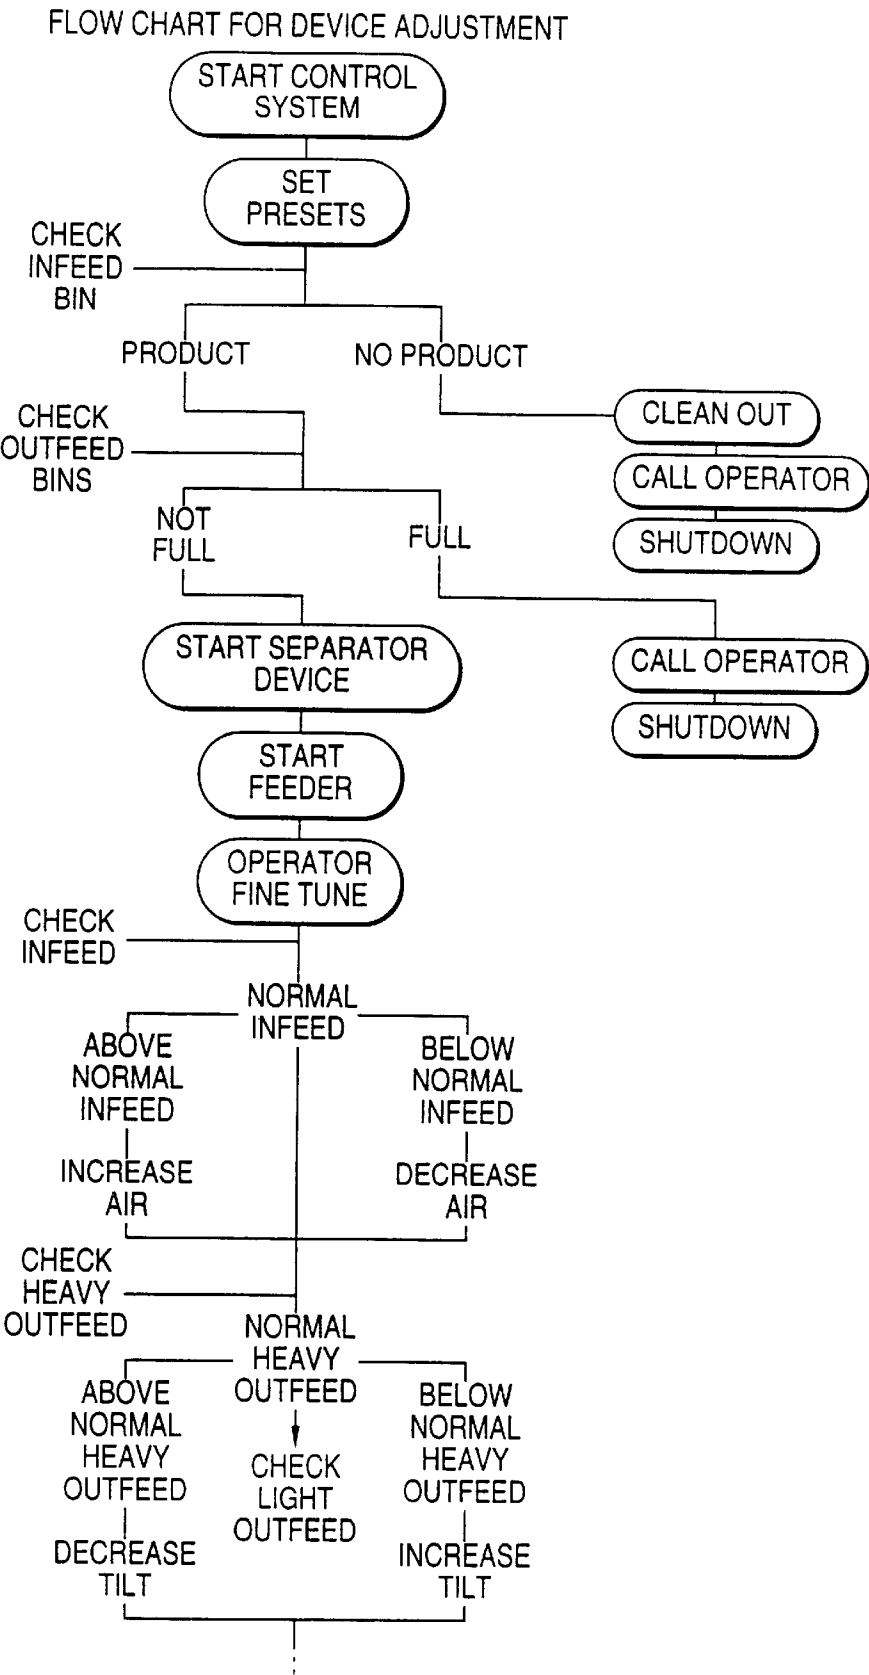 FLOW CHART FOR DEVICE ADJUSTMENT
START CONTROL
SYSTEM
SET
PRESETS
CHECK
INFEED
BIN
PRODUCT
NO PRODUCT
CLEAN OUT
CALL OPERATOR
SHUTDOWN
CHECK
OUTFEED
BINS
NOT
FULL
FULL
CALL OPERATOR
SHUTDOWN
START SEPARATOR
DEVICE
START
FEEDER
OPERATOR
FINE TUNE
CHECK
INFEED
NORMAL
INFEED
ABOVE
NORMAL
INFEED
BELOW
NORMAL
INFEED
INCREASE
AIR
DECREASE
AIR
CHECK
HEAVY
OUTFEED
NORMAL
HEAVY
OUTFEED
ABOVE
NORMAL
HEAVY
OUTFEED
CHECK
LIGHT
OUTFEED
BELOW
NORMAL
HEAVY
OUTFEED
DECREASE
TILT
INCREASE
TILT